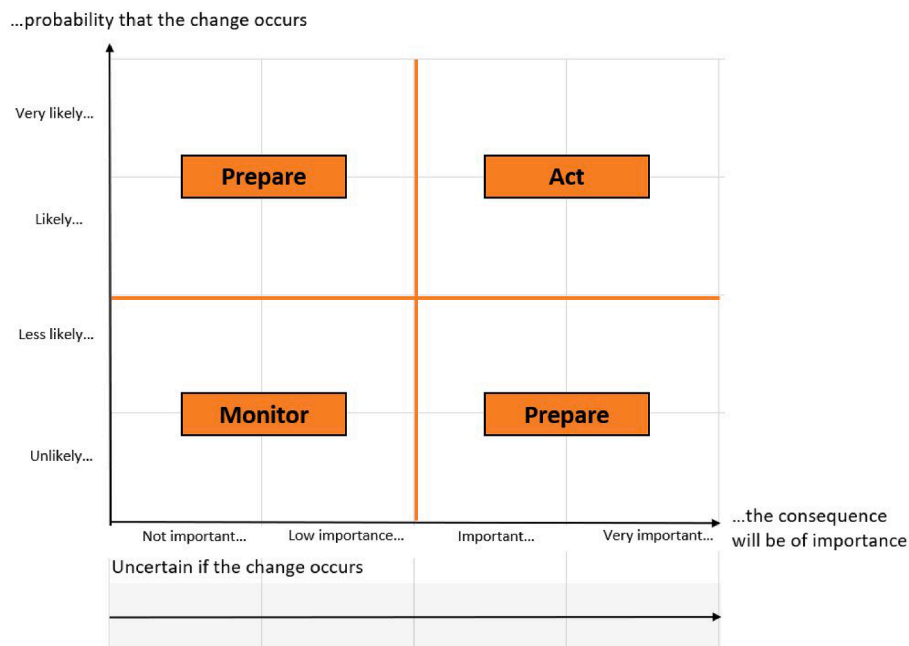 ...probability that the change occurs
Very likely...
Prepare
Act
Likely...
Less likely...
Monitor
Prepare
Unlikely...
Not important...
Low importance...
Important...
Very important...
...the consequence
will be of importance
Uncertain if the change occurs